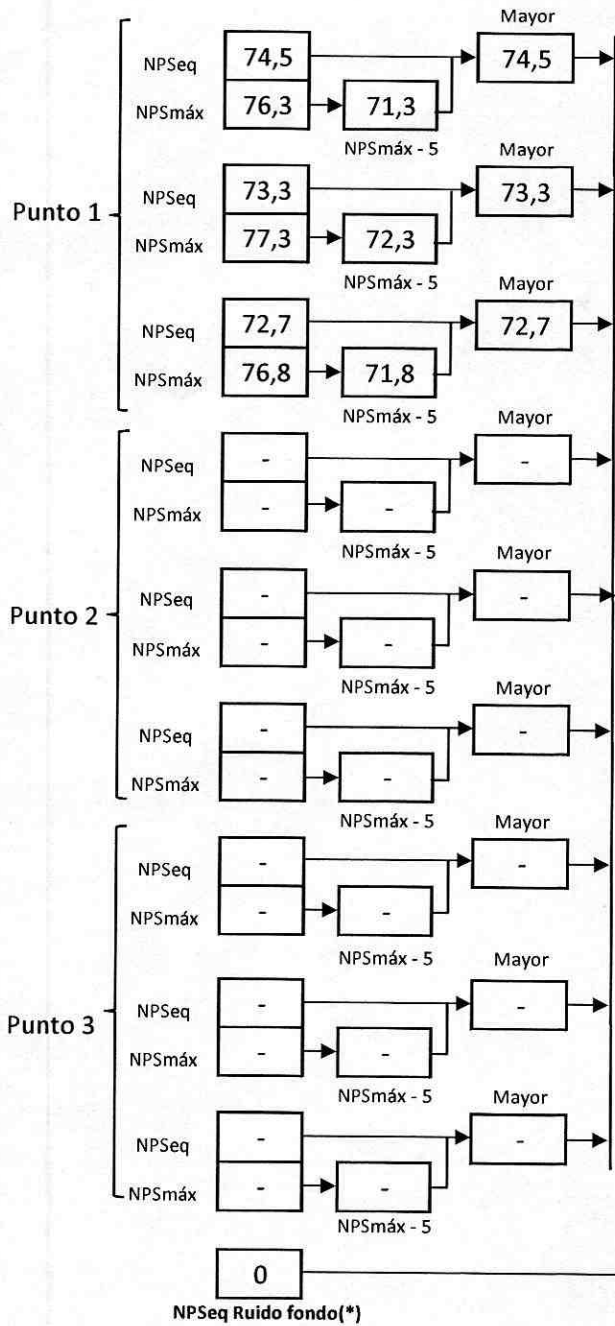 Mayor
NPSeq 74,5 74,5
NPSmáx 76,3 71,3
NPSmáx - 5
Mayor
NPSeq 73,3 73,3
Punto 1
NPSmáx 77,3 72,3
NPSmáx - 5
Mayor
NPSeq 72,7 72,7
NPSmáx 76,8 71,8
NPSmáx - 5
Mayor
NPSeq - -
NPSmáx - -
NPSmáx - 5
Mayor
NPSeq - -
Punto 2
NPSmáx - -
NPSmáx - 5
Mayor
NPSeq - -
NPSmáx - -
NPSmáx - 5
Mayor
NPSeq - -
NPSmáx - -
NPSmáx - 5
Mayor
NPSeq - -
Punto 3
NPSmáx - -
NPSmáx - 5
Mayor
NPSeq - -
NPSmáx - -
NPSmáx - 5
0
NPSeq Ruido fondo(*)